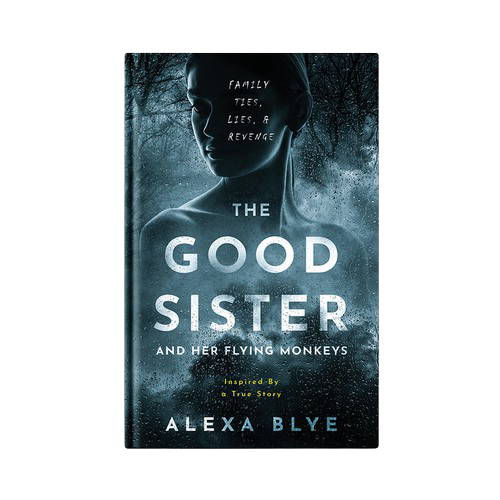 FAMILY
TIES,
LIES, &
REVENGE
THE
GOOD
SISTER
AND HER FLYING MONKEYS
Inspired By
a True Story
ALEXA BLYE